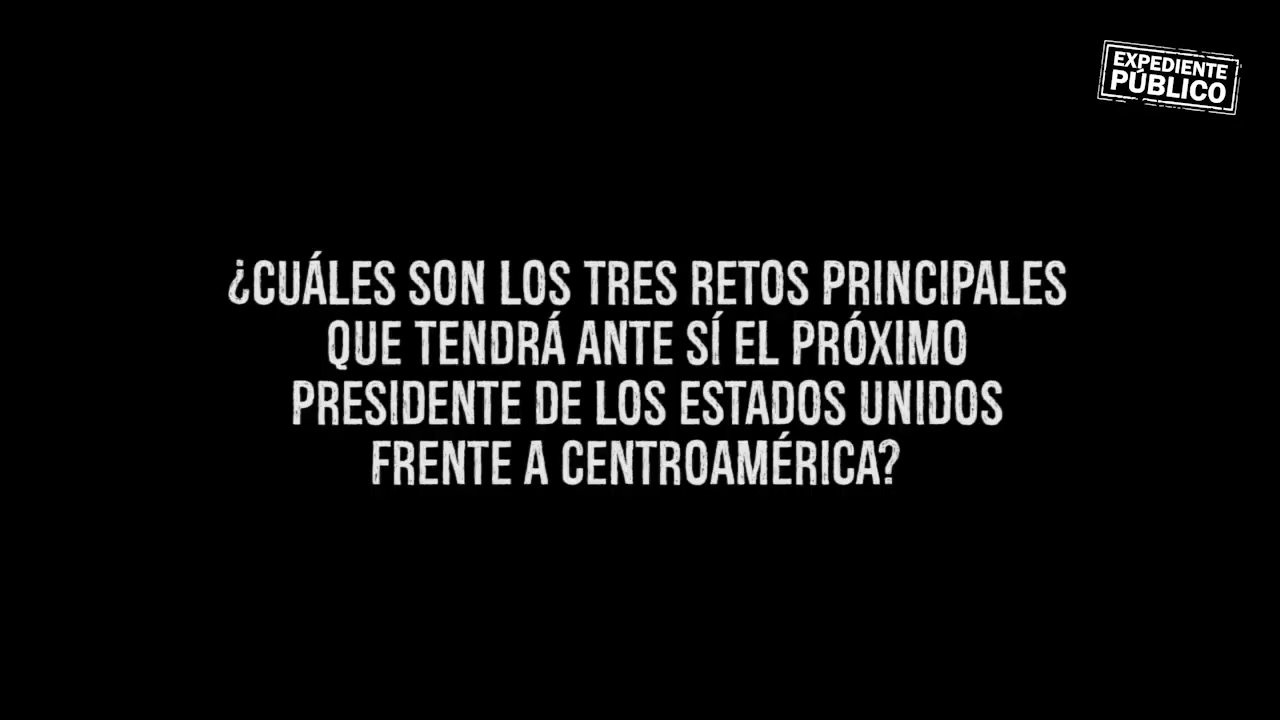 EXPEDIENTE
PÚBLICO
¿CUÁLES SON LOS TRES RETOS PRINCIPALES
QUE TENDRÁ ANTE SÍ EL PRÓXIMO
PRESIDENTE DE LOS ESTADOS UNIDOS
FRENTE A CENTROAMÉRICA?